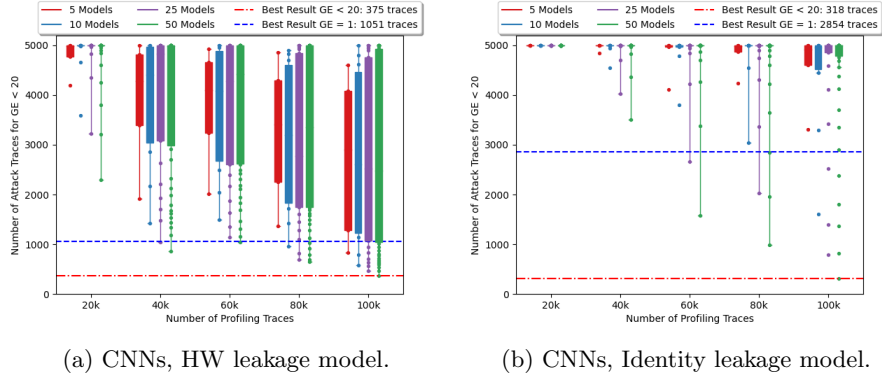 5 Models
25 Models
Best Result GE < 20: 375 traces
10 Models
50 Models
Best Result GE = 1: 1051 traces
Number of Attack Traces for GE < 20
5000
4000
3000
2000
1000
0
20k 40k 60k 80k 100k
Number of Profiling Traces
(a) CNNs, HW leakage model.
5 Models
25 Models
Best Result GE < 20: 318 traces
10 Models
50 Models
Best Result GE = 1: 2854 traces
Number of Attack Traces for GE < 20
5000
4000
3000
2000
1000
0
20k 40k 60k 80k 100k
Number of Profiling Traces
(b) CNNs, Identity leakage model.